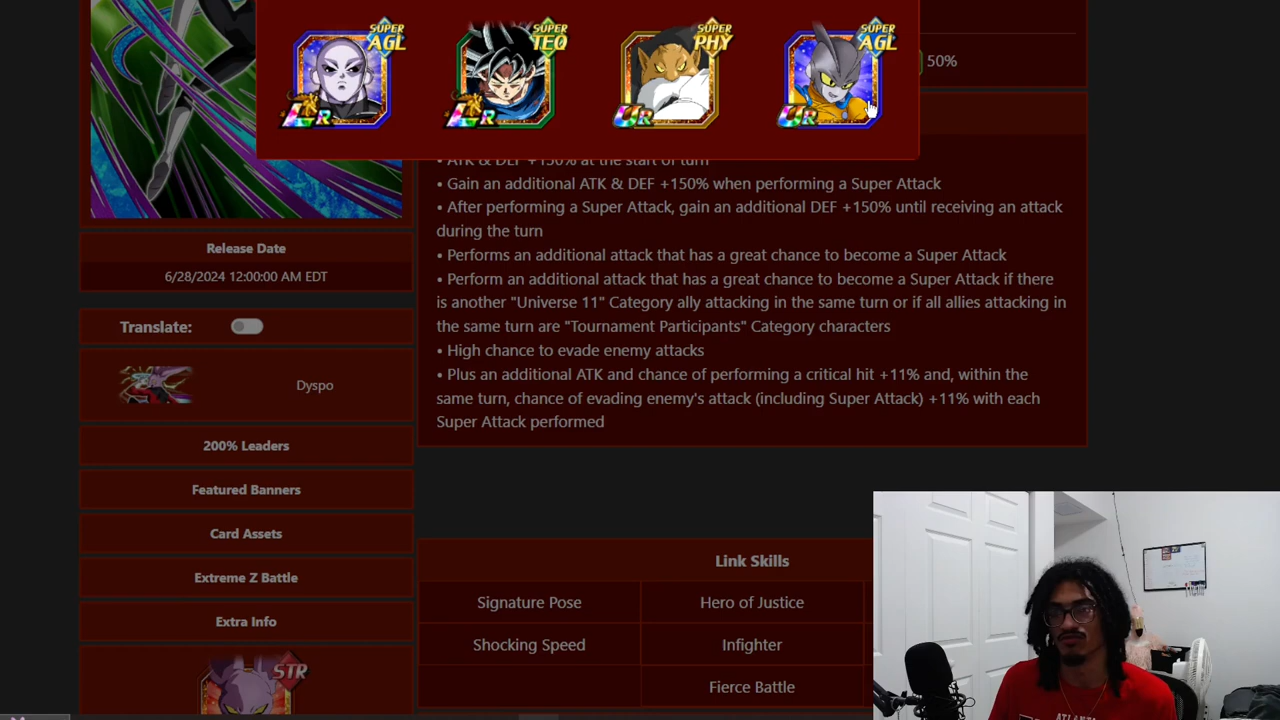 SUPER AGL
LR
SUPER TEQ
LR
SUPER PHY
UR
SUPER AGL
UR
50%
• ATK & DEF +150% at the start of turn
• Gain an additional ATK & DEF +150% when performing a Super Attack
• After performing a Super Attack, gain an additional DEF +150% until receiving an attack
during the turn
• Performs an additional attack that has a great chance to become a Super Attack
• Perform an additional attack that has a great chance to become a Super Attack if there
is another "Universe 11" Category ally attacking in the same turn or if all allies attacking in
the same turn are "Tournament Participants" Category characters
• High chance to evade enemy attacks
• Plus an additional ATK and chance of performing a critical hit +11% and, within the
same turn, chance of evading enemy's attack (including Super Attack) +11% with each
Super Attack performed
Release Date
6/28/2024 12:00:00 AM EDT
Translate:
Dyspo
200% Leaders
Featured Banners
Card Assets
Extreme Z Battle
Extra Info
STR
Link Skills
Signature Pose
Hero of Justice
Shocking Speed
Infighter
Fierce Battle